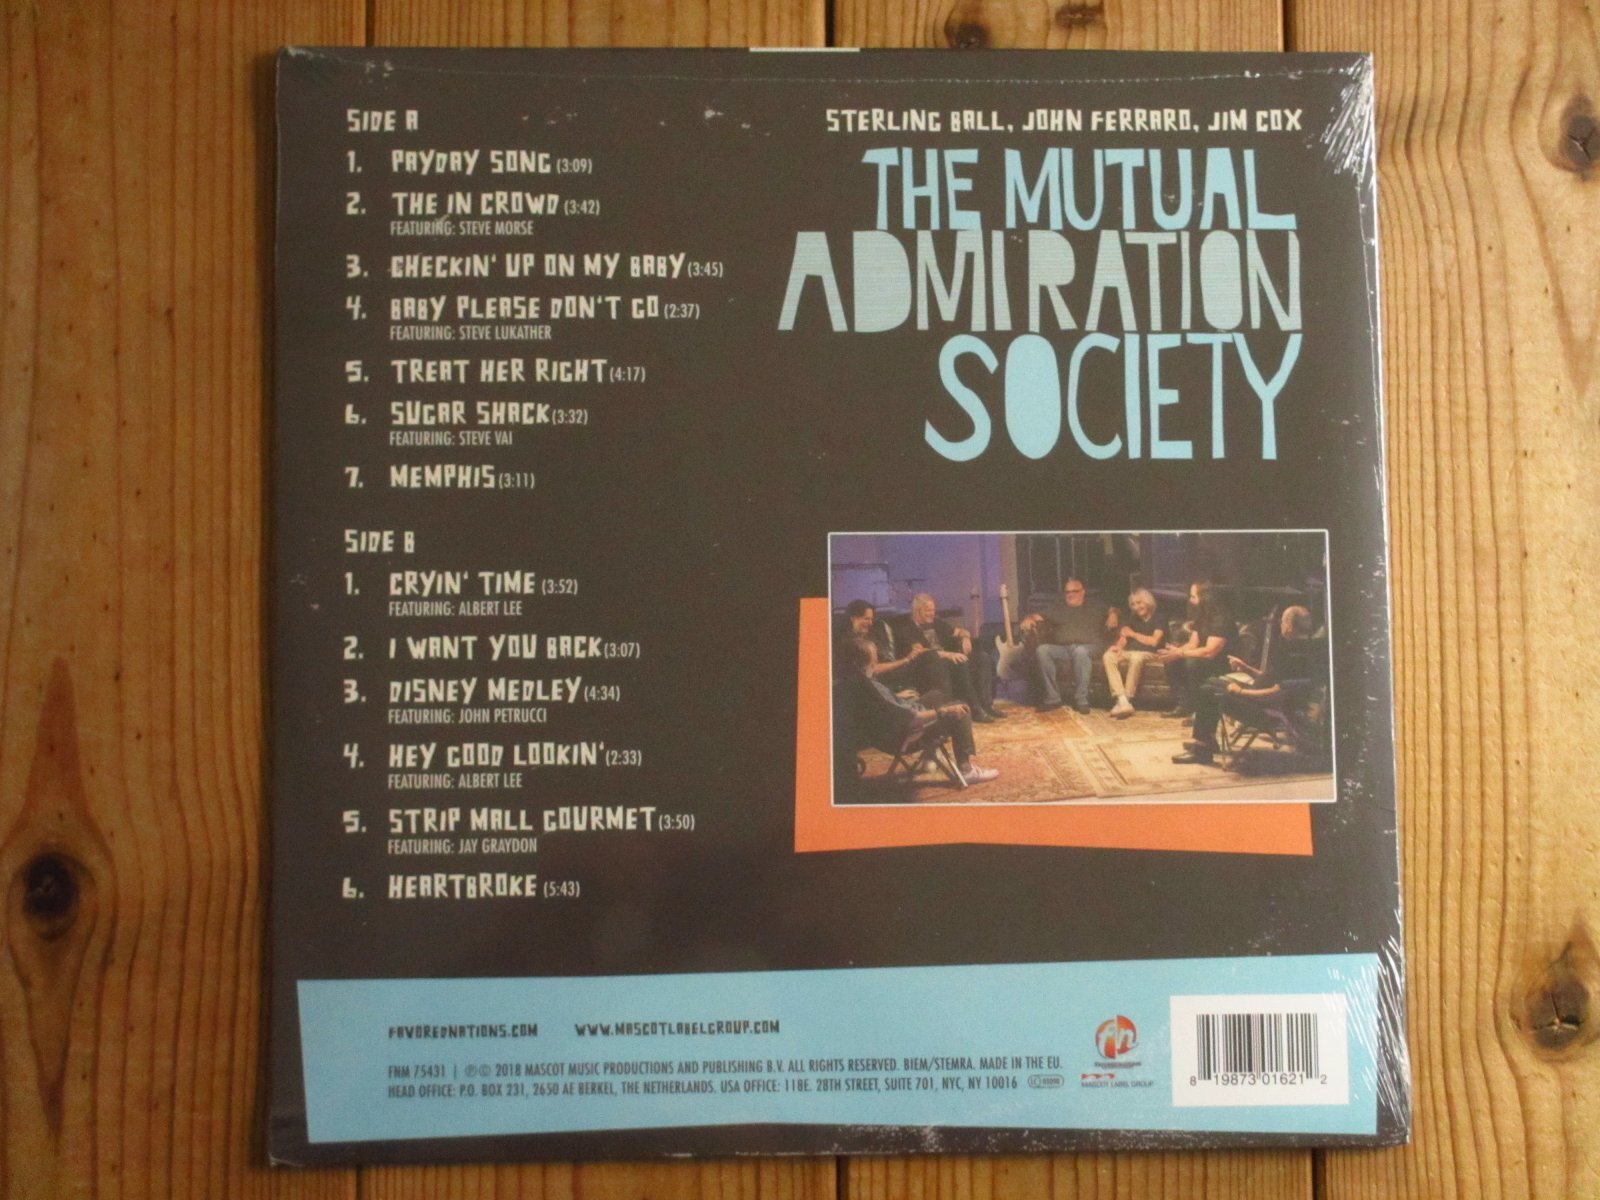 SIDE A
1. PAYDAY SONG (3:09)
2. THE IN CROWD (3:42)
FEATURING: STEVE MORSE
3. CHECKIN' UP ON MY BABY (3:45)
4. BABY PLEASE DON'T GO (2:37)
FEATURING: STEVE LUKATHER
5. TREAT HER RIGHT (4:17)
6. SUGAR SHACK (3:32)
FEATURING: STEVE VAI
7. MEMPHIS (3:11)
SIDE B
1. CRYIN' TIME (3:52)
FEATURING: ALBERT LEE
2. I WANT YOU BACK (3:07)
3. DISNEY MEDLEY (4:34)
FEATURING: JOHN PETRUCCI
4. HEY GOOD LOOKIN' (2:33)
FEATURING: ALBERT LEE
5. STRIP MALL GOURMET (3:50)
FEATURING: JAY GRAYDON
6. HEARTBROKE (5:43)
STERLING BALL, JOHN FERRARO, JIM COX
THE MUTUAL
ADMIRATION
SOCIETY
FAVOREDNATIONS.COM WWW.MASCOTLABELGROUP.COM
FNM 75431 | ℗© 2018 MASCOT MUSIC PRODUCTIONS AND PUBLISHING B.V. ALL RIGHTS RESERVED. BIEM/STEMRA. MADE IN THE EU.
HEAD OFFICE: P.O. BOX 231, 2650 AE BERKEL, THE NETHERLANDS. USA OFFICE: 118E. 28TH STREET, SUITE 701, NYC, NY 10016
fn
MASCOT LABEL GROUP
8 19873 01621 2